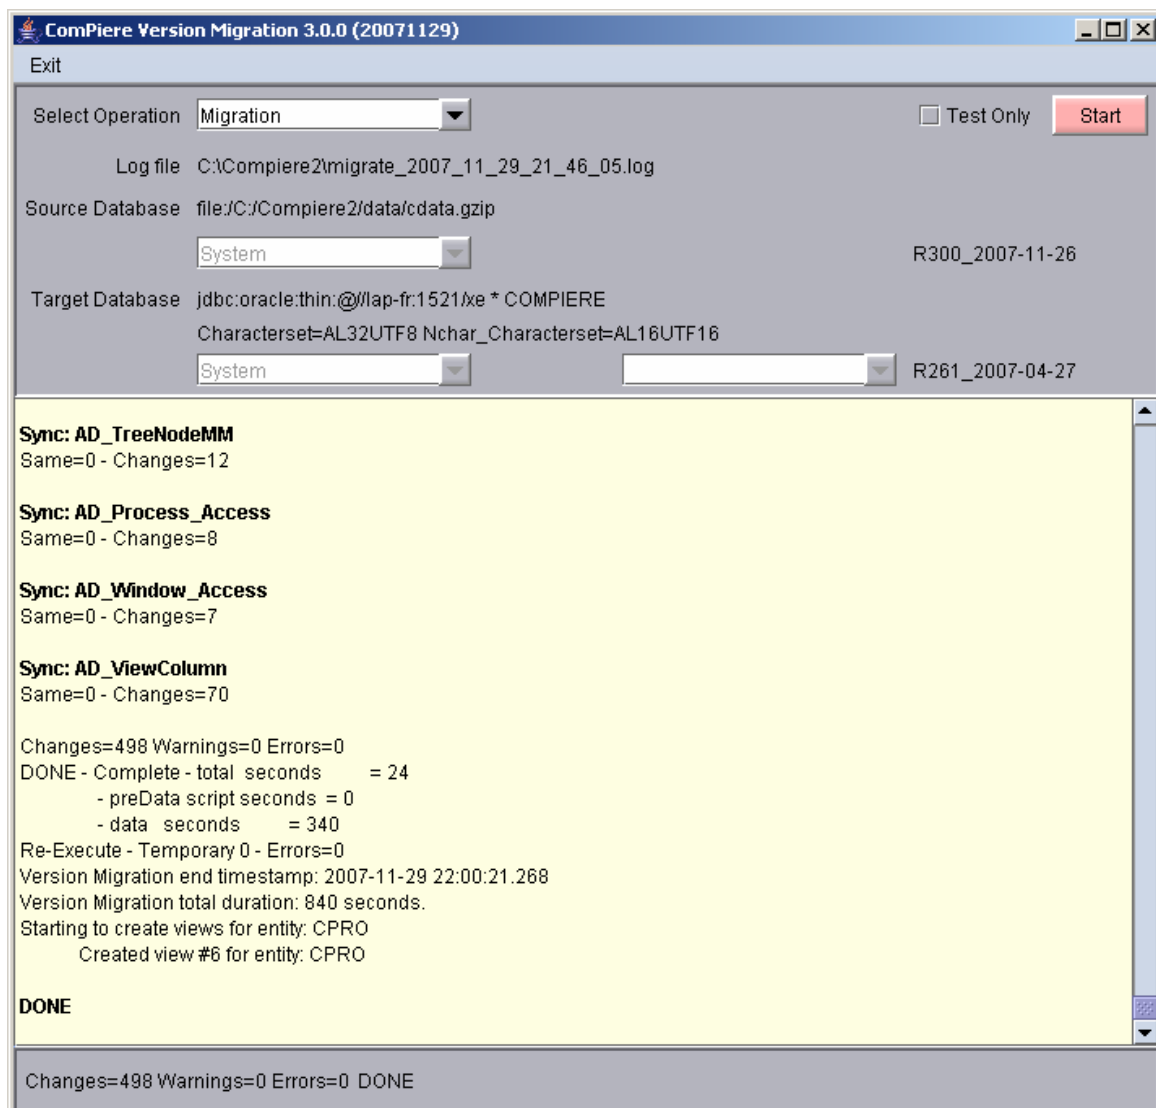 ComPiere Version Migration 3.0.0 (20071129)
Exit
Select Operation Migration Test Only Start
Log file C:\Compiere2\migrate_2007_11_29_21_46_05.log
Source Database file:/C:/Compiere2/data/cdata.gzip
System R300_2007-11-26
Target Database jdbc:oracle:thin:@//lap-fr:1521/xe * COMPIERE
Characterset=AL32UTF8 Nchar_Characterset=AL16UTF16
System R261_2007-04-27
Sync: AD_TreeNodeMM
Same=0 - Changes=12
Sync: AD_Process_Access
Same=0 - Changes=8
Sync: AD_Window_Access
Same=0 - Changes=7
Sync: AD_ViewColumn
Same=0 - Changes=70
Changes=498 Warnings=0 Errors=0
DONE - Complete - total seconds = 24
- preData script seconds = 0
- data seconds = 340
Re-Execute - Temporary 0 - Errors=0
Version Migration end timestamp: 2007-11-29 22:00:21.268
Version Migration total duration: 840 seconds.
Starting to create views for entity: CPRO
Created view #6 for entity: CPRO
DONE
Changes=498 Warnings=0 Errors=0 DONE